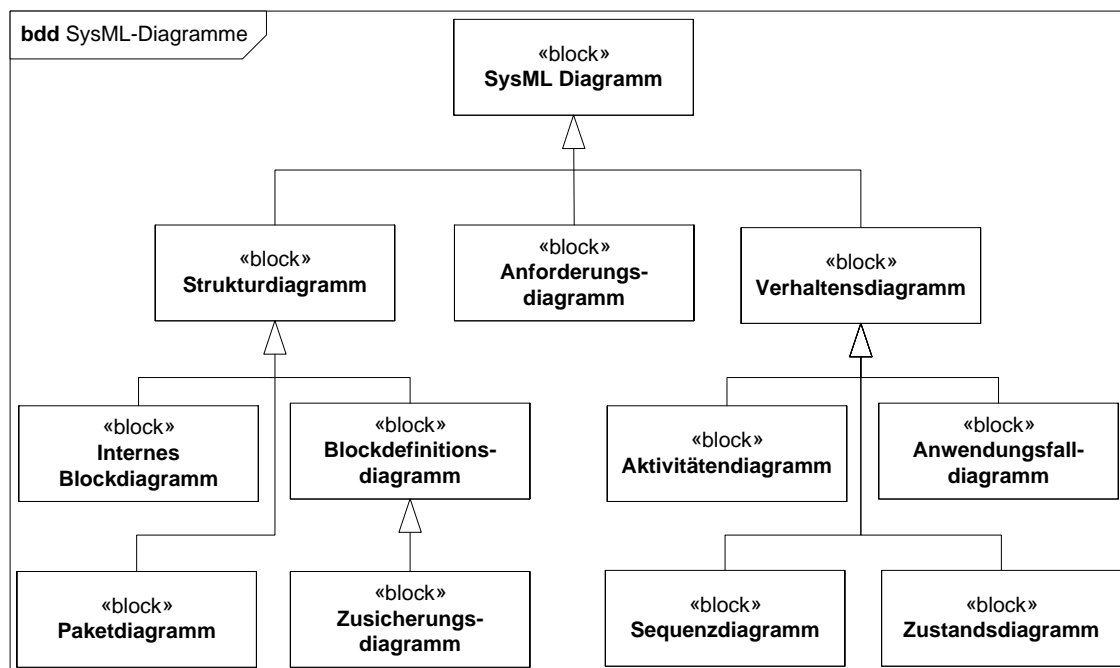 bdd SysML-Diagramme
«block»
SysML Diagramm
«block»
Strukturdiagramm
«block»
Anforderungs-
diagramm
«block»
Verhaltensdiagramm
«block»
Internes
Blockdiagramm
«block»
Blockdefinitions-
diagramm
«block»
Aktivitätendiagramm
«block»
Anwendungsfall-
diagramm
«block»
Paketdiagramm
«block»
Zusicherungs-
diagramm
«block»
Sequenzdiagramm
«block»
Zustandsdiagramm